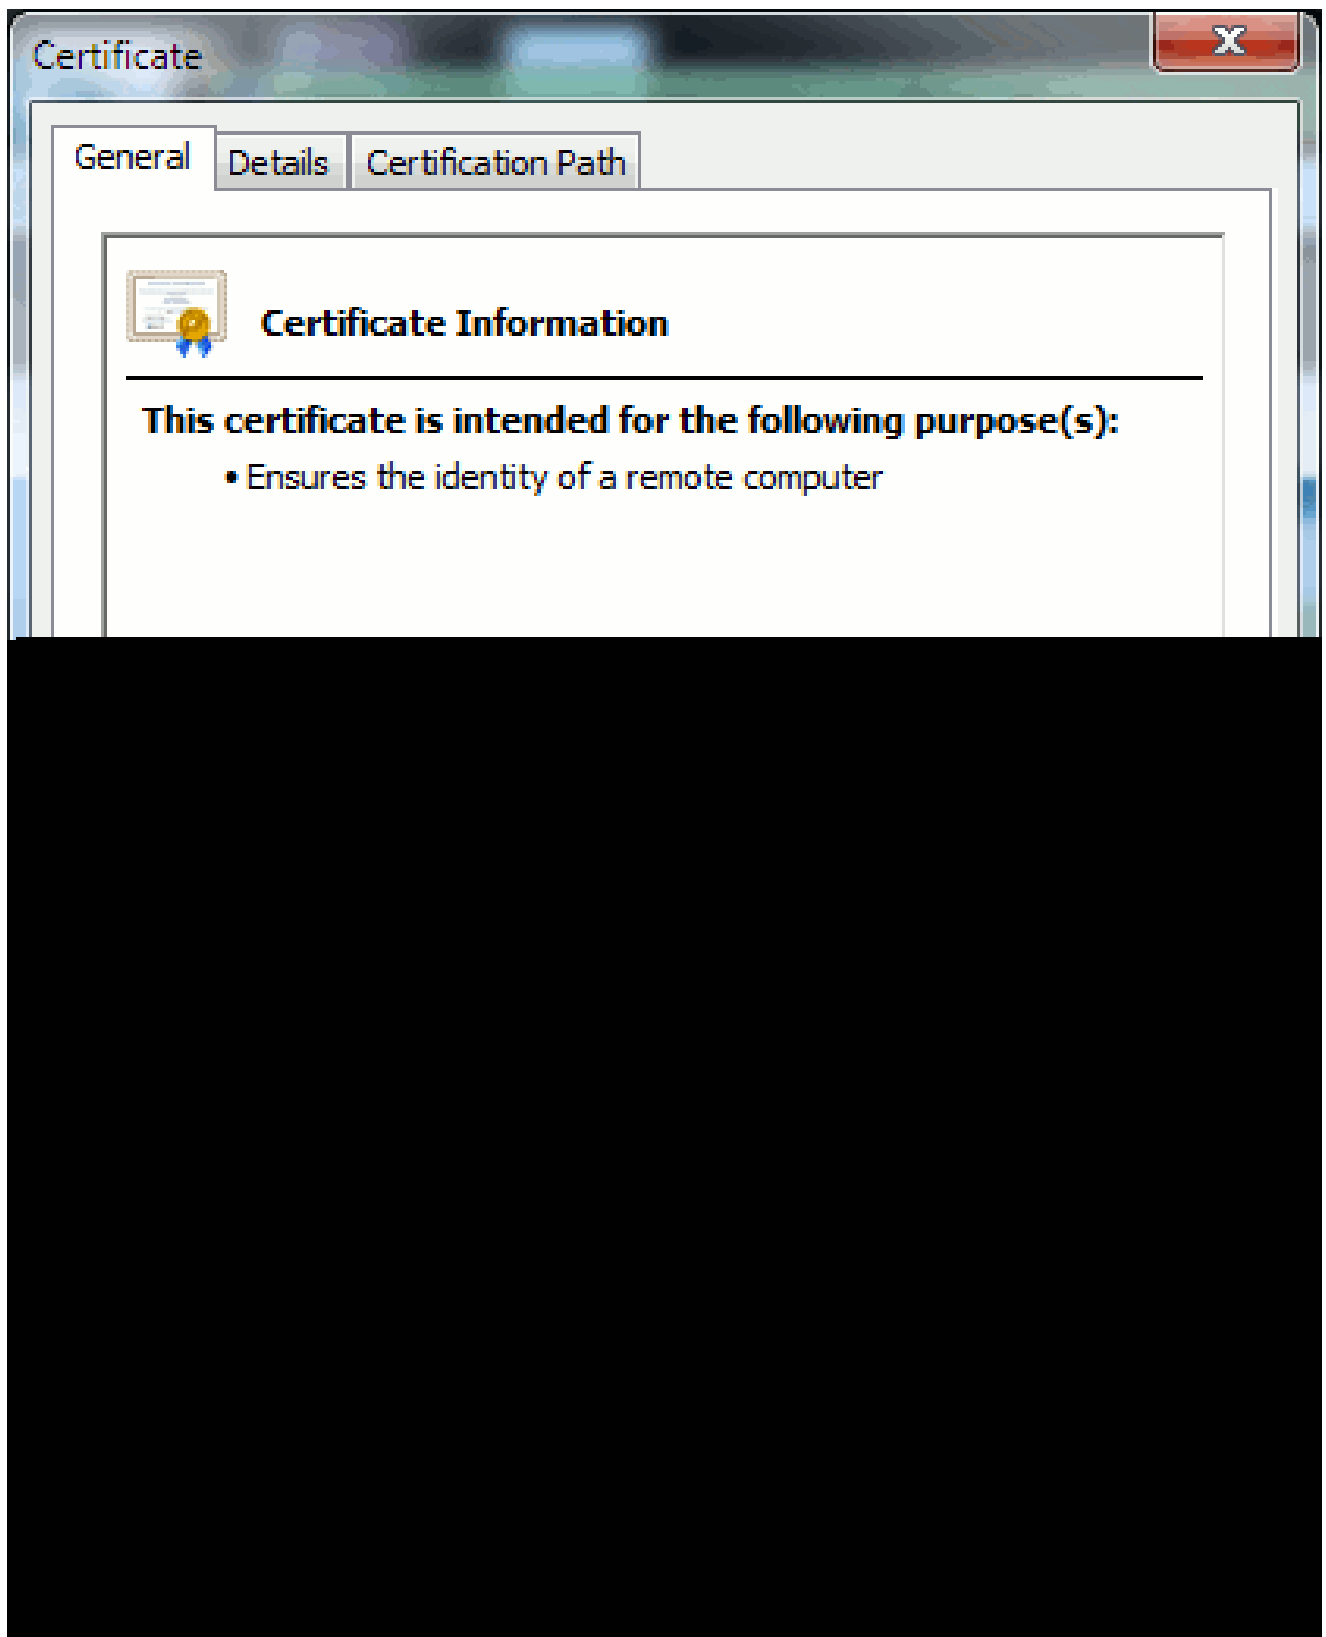 Certificate
General Details Certification Path
Certificate Information
This certificate is intended for the following purpose(s):
• Ensures the identity of a remote computer